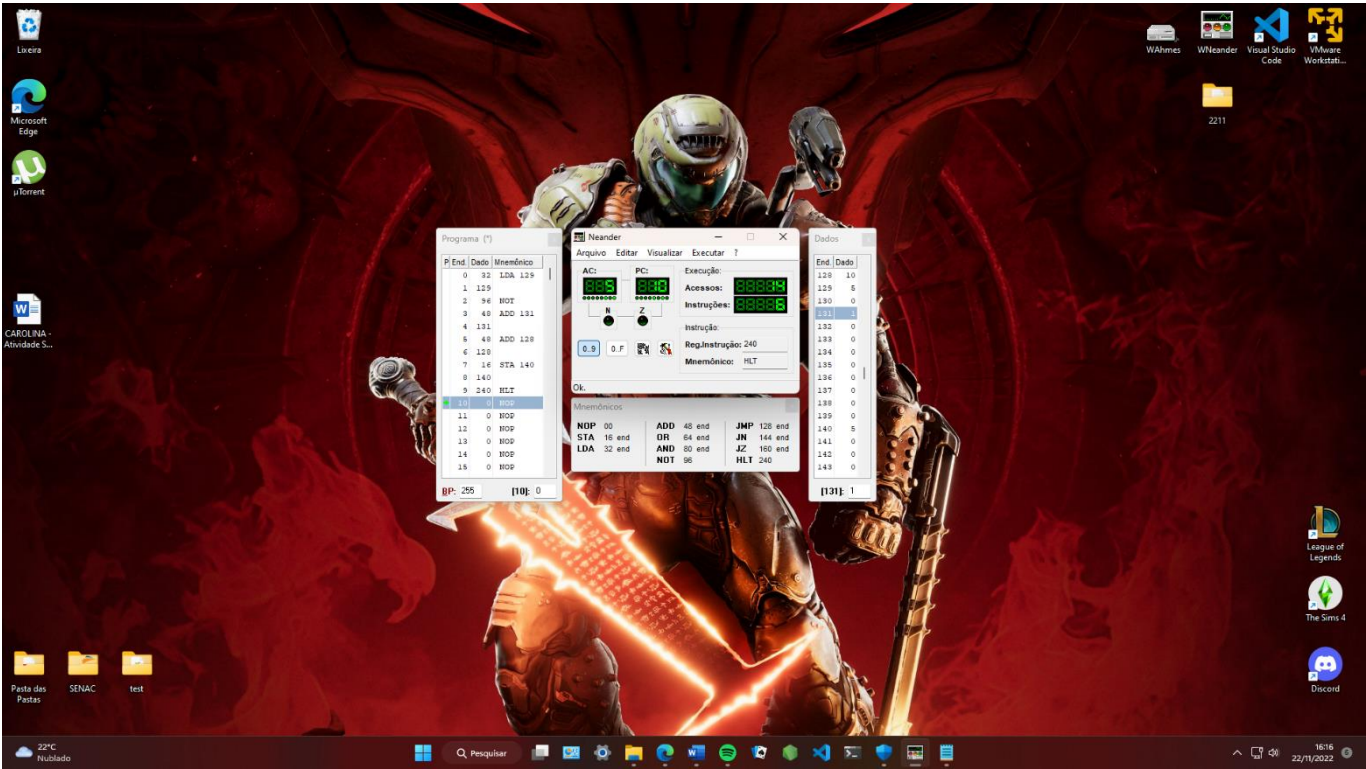 Lixeira
Microsoft
Edge
µTorrent
CAROLINA -
Atividade S...
Pasta das
Pastas
SENAC
test
WAhmes
WNeander
Visual Studio
Code
VMware
Workstati...
2211
League of
Legends
The Sims 4
Discord
Programa (*)
P End. Dado Mnemônico
0 32 LDA 129
1 129
2 96 NOT
3 48 ADD 131
4 131
5 48 ADD 128
6 128
7 16 STA 140
8 140
9 240 HLT
10 0 NOP
11 0 NOP
12 0 NOP
13 0 NOP
14 0 NOP
15 0 NOP
BP: 255 [10]: 0
Neander
Arquivo Editar Visualizar Executar ?
AC: PC: Execução:
5 10 Acessos: 14
N Z Instruções: 6
Instrução:
0..9 0..F Reg.Instrução: 240
Mnemônico: HLT
Ok.
Mnemônicos
NOP 00 ADD 48 end JMP 128 end
STA 16 end OR 64 end JN 144 end
LDA 32 end AND 80 end JZ 160 end
NOT 96 HLT 240
Dados
End. Dado
128 10
129 5
130 0
131 1
132 0
133 0
134 0
135 0
136 0
137 0
138 0
139 0
140 5
141 0
142 0
143 0
[131]: 1
22°C
Nublado
Pesquisar
16:16
22/11/2022